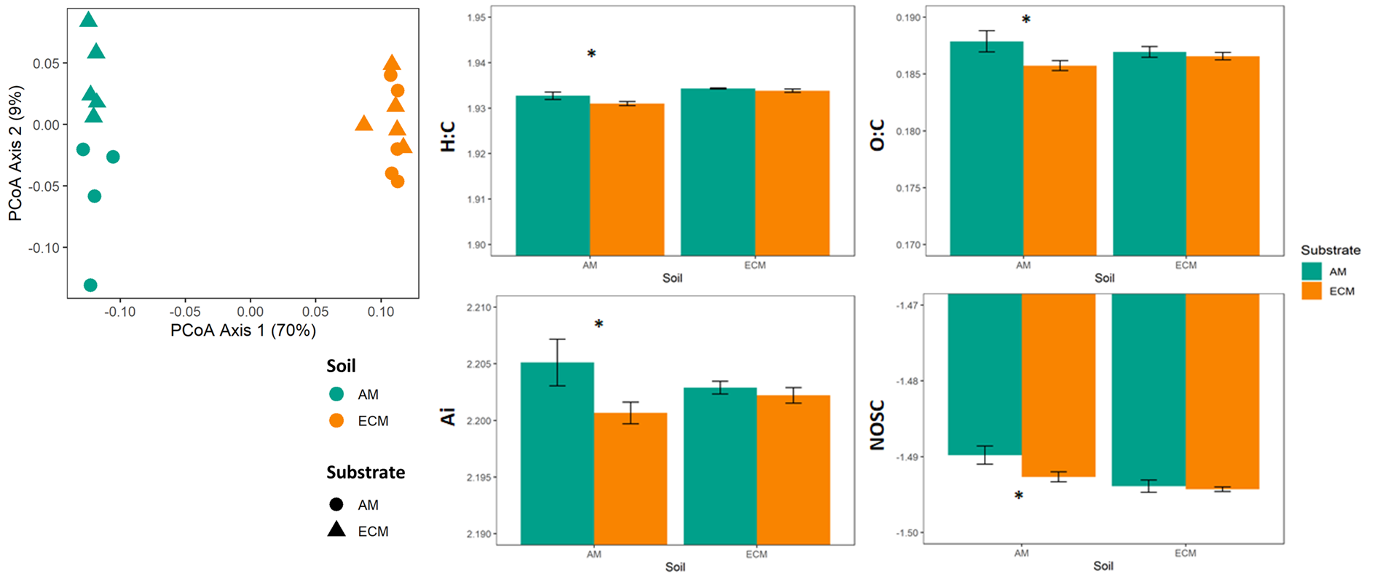 PCoA Axis 2 (9%)
0.05
0.00
-0.05
-0.10
-0.10
-0.05
0.00
0.05
0.10
PCoA Axis 1 (70%)
Soil
AM
ECM
Substrate
AM
ECM
H:C
1.95
1.94
1.93
1.92
1.91
1.90
*
AM
ECM
Soil
O:C
0.190
0.185
0.180
0.175
0.170
*
AM
ECM
Soil
Ai
2.210
2.205
2.200
2.195
2.190
*
AM
ECM
Soil
NOSC
-1.47
-1.48
-1.49
-1.50
*
AM
ECM
Soil
Substrate
AM
ECM